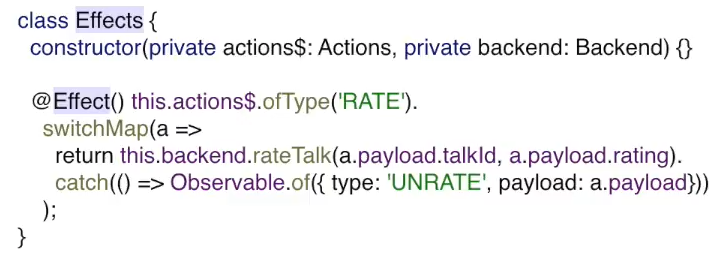 class Effects {
constructor(private actions$: Actions, private backend: Backend) {}
@Effect() this.actions$.ofType('RATE').
switchMap(a =>
return this.backend.rateTalk(a.payload.talkId, a.payload.rating).
catch(() => Observable.of({ type: 'UNRATE', payload: a.payload}))
);
}